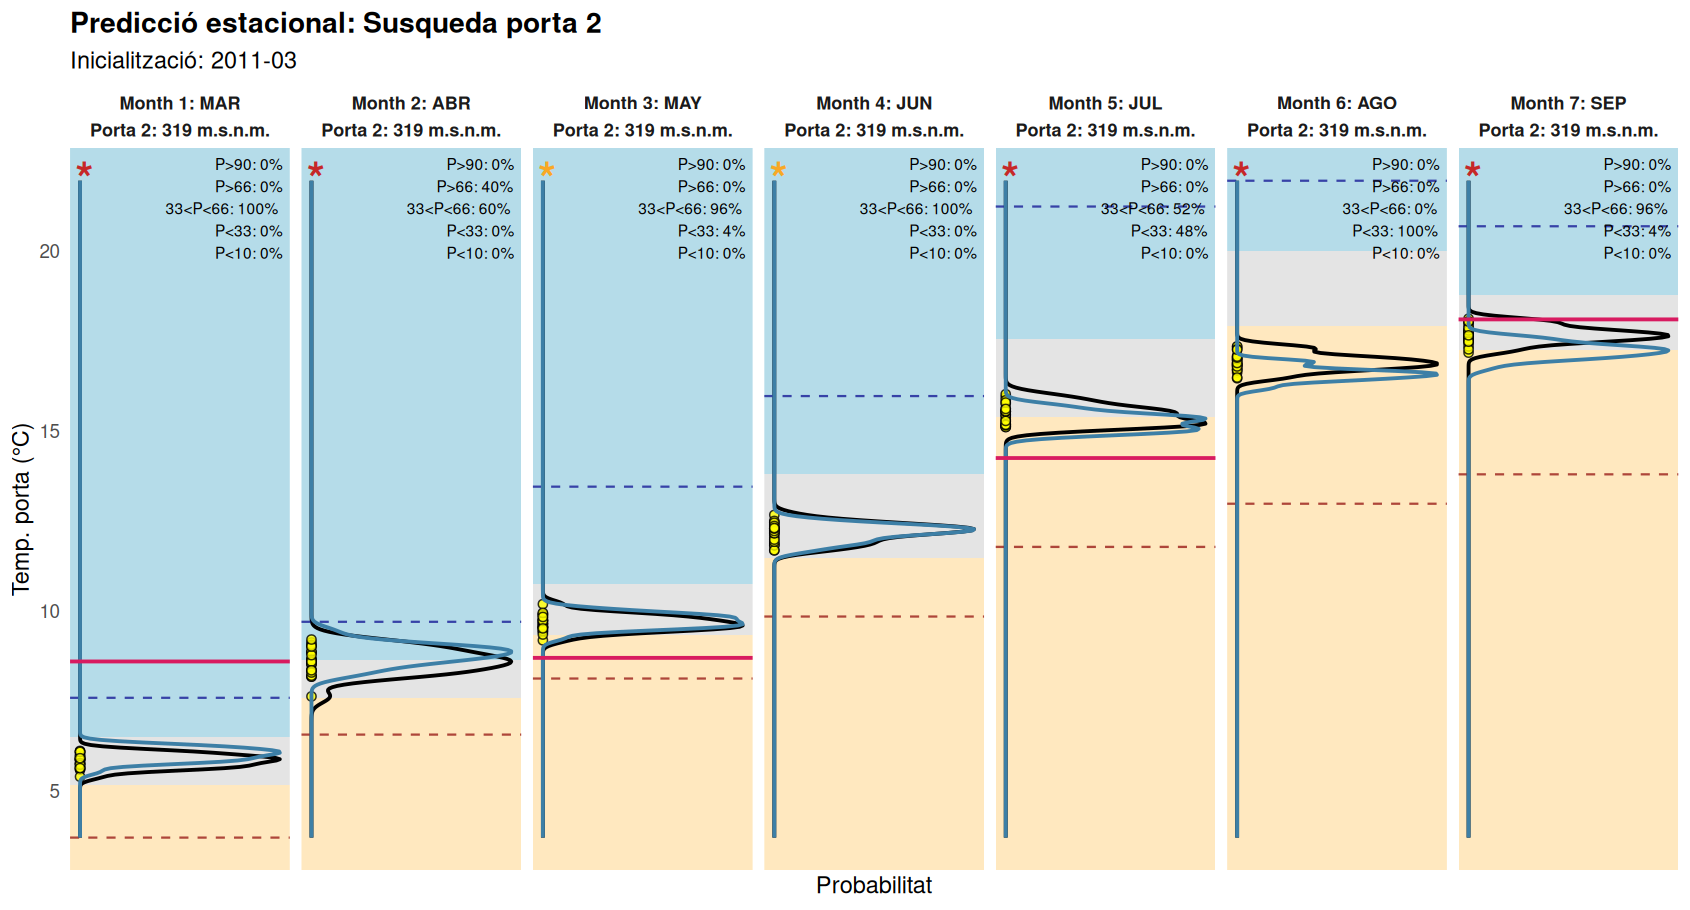 Predicció estacional: Susqueda porta 2
Inicialització: 2011-03
Month 1: MAR
Porta 2: 319 m.s.n.m.
Month 2: ABR
Porta 2: 319 m.s.n.m.
Month 3: MAY
Porta 2: 319 m.s.n.m.
Month 4: JUN
Porta 2: 319 m.s.n.m.
Month 5: JUL
Porta 2: 319 m.s.n.m.
Month 6: AGO
Porta 2: 319 m.s.n.m.
Month 7: SEP
Porta 2: 319 m.s.n.m.
*
P>90: 0%
P>66: 0%
33<P<66: 100%
P<33: 0%
P<10: 0%
*
P>90: 0%
P>66: 40%
33<P<66: 60%
P<33: 0%
P<10: 0%
*
P>90: 0%
P>66: 0%
33<P<66: 96%
P<33: 4%
P<10: 0%
*
P>90: 0%
P>66: 0%
33<P<66: 100%
P<33: 0%
P<10: 0%
*
P>90: 0%
P>66: 0%
33<P<66: 52%
P<33: 48%
P<10: 0%
*
P>90: 0%
P>66: 0%
33<P<66: 0%
P<33: 100%
P<10: 0%
*
P>90: 0%
P>66: 0%
33<P<66: 96%
P<33: 4%
P<10: 0%
Temp. porta (°C)
20
15
10
5
Probabilitat